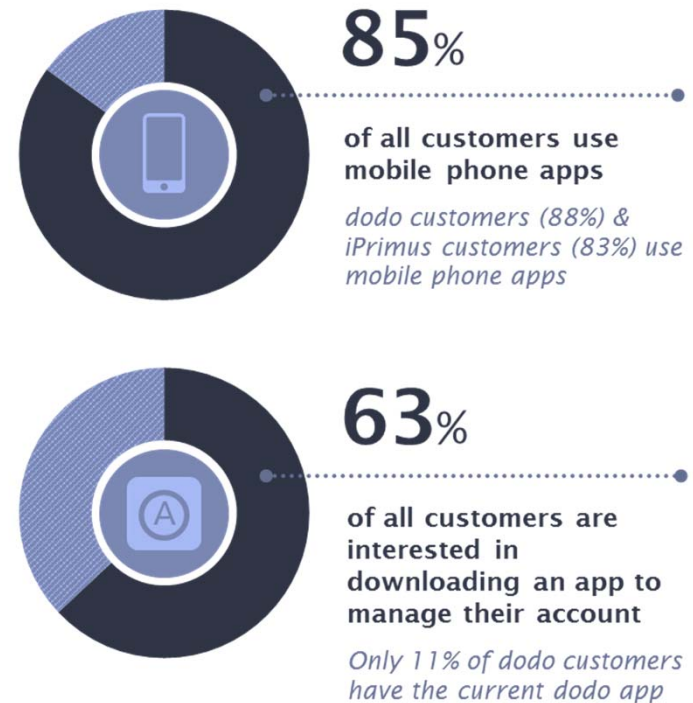 85%
of all customers use
mobile phone apps
dodo customers (88%) &
iPrimus customers (83%) use
mobile phone apps
63%
A
of all customers are
interested in
downloading an app to
manage their account
Only 11% of dodo customers
have the current dodo app